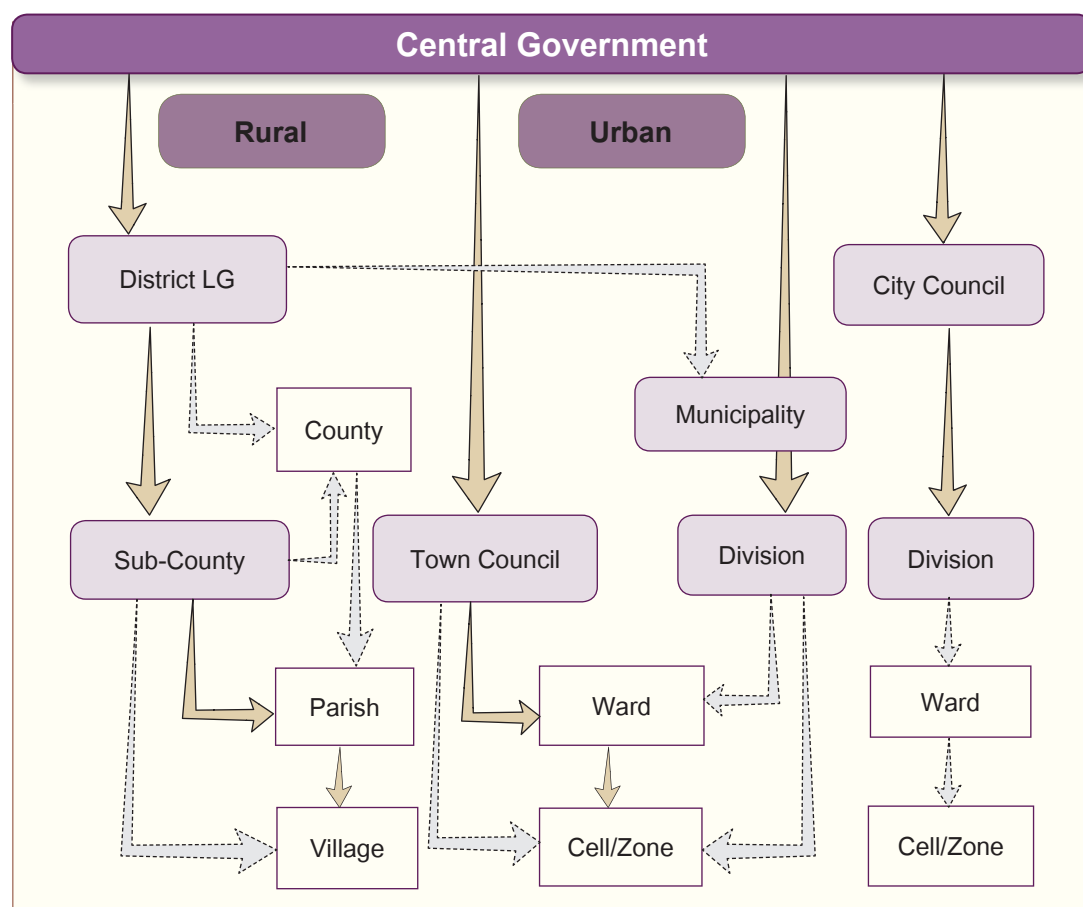 Central Government
Rural
Urban
District LG
City Council
Municipality
County
Sub-County
Town Council
Division
Division
Parish
Ward
Ward
Village
Cell/Zone
Cell/Zone